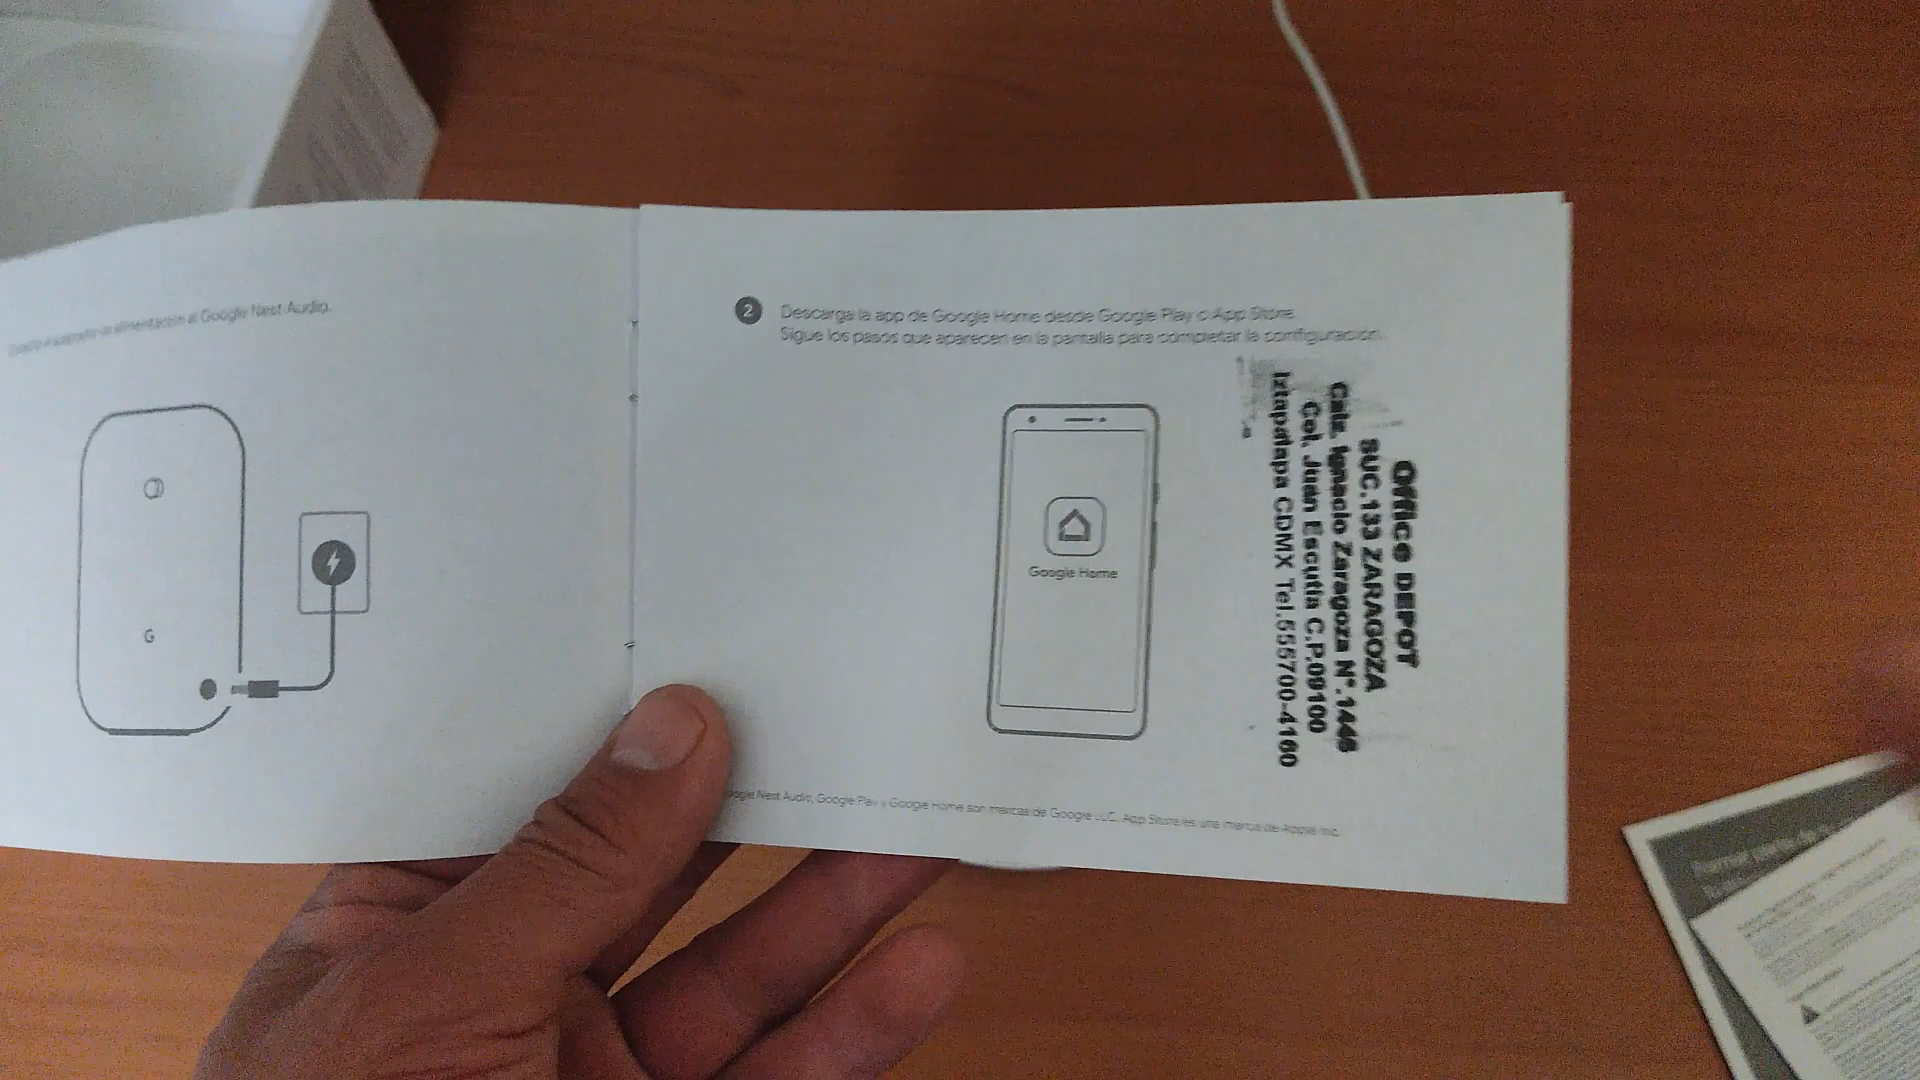 de alimentación al Google Nest Audio.
G
2
Descarga la app de Google Home desde Google Play o App Store.
Sigue los pasos que aparecen en la pantalla para completar la configuración.
Google Home
Office DEPOT
SUC.133 ZARAGOZA
Calz. Ignacio Zaragoza N°.1446
Col. Juan Escutia C.P.09100
Iztapalapa CDMX Tel.555700-4160
Google Nest Audio, Google Play y Google Home son marcas de Google LLC. App Store es una marca de Apple Inc.